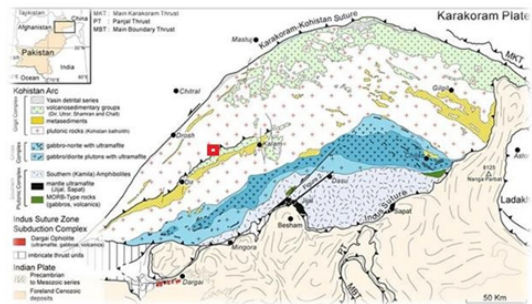 Tajykistan
Afghanistan
China
Pakistan
India
Ocean
MKT : Main Karakoram Thrust
PT : Panjal Thrust
MBT : Main Boundary Thrust
Karakoram Plate
Karakoram-Kohistan Suture
MKT
Mastuj
Chitral
Drosh
Gilgit
Kalam
Dir
Dasu
Jijal
Besham
Sapat
Indus Suture
Mingora
Dargai
8125
Nanga Parbat
Ladakh
PT
MBT
50 Km
Kohistan Arc
Yasin detrital series
volcanosedimentary groups
(Dir, Utror, Shamran and Chalt)
metasediments
plutonic rocks (Kohistan batholith)
gabbro-norite with ultramafite
gabbro/diorite plutons with ultramafite
Southern (Kamila) Amphibolites
mantle ultramafite
(Jijal, Sapat)
MORB-Type rocks
(gabbros, volcanics)
Indus Suture Zone
Subduction Complex
Dargai Ophiolite
(ultramafite, gabbros, volcanics)
imbricate thrust units
Indian Plate
Precambrian
to Mesozoic series
Foreland Cenozoic
deposits